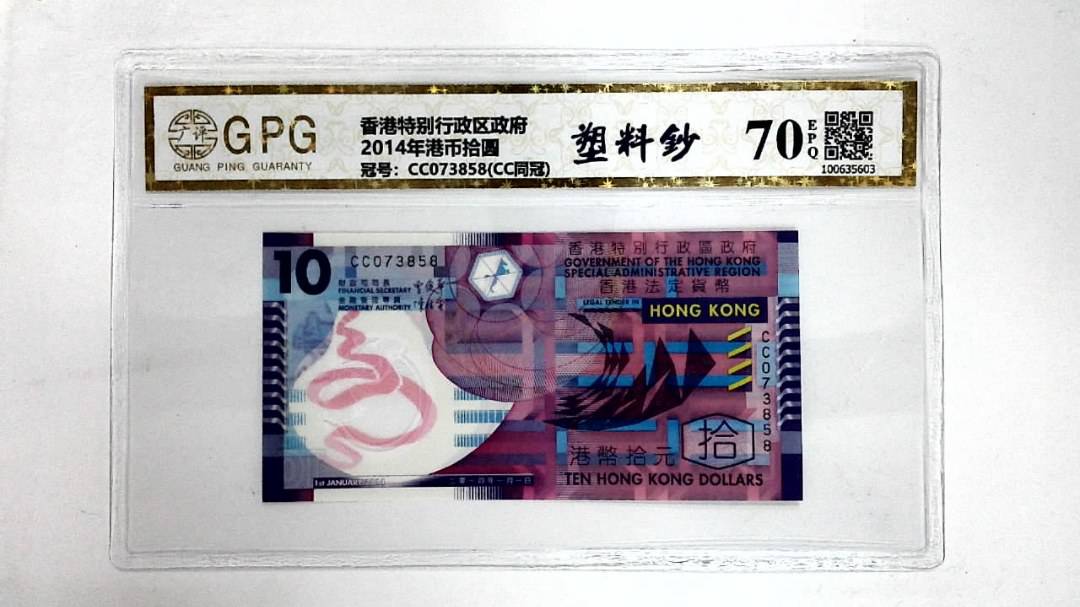 广评
GPG
GUANG PING GUARANTY
香港特别行政区政府
2014年港币拾圆
冠号：CC073858(CC同冠)
塑料鈔
70
EPQ
100635603
10
CC073858
財政司司長
FINANCIAL SECRETARY
金融管理專員
MONETARY AUTHORITY
香港特別行政區政府
GOVERNMENT OF THE HONG KONG
SPECIAL ADMINISTRATIVE REGION
香港法定貨幣
LEGAL TENDER IN
HONG KONG
CC073858
拾
港幣拾元
TEN HONG KONG DOLLARS
1st JANUARY
二零一四年一月一日